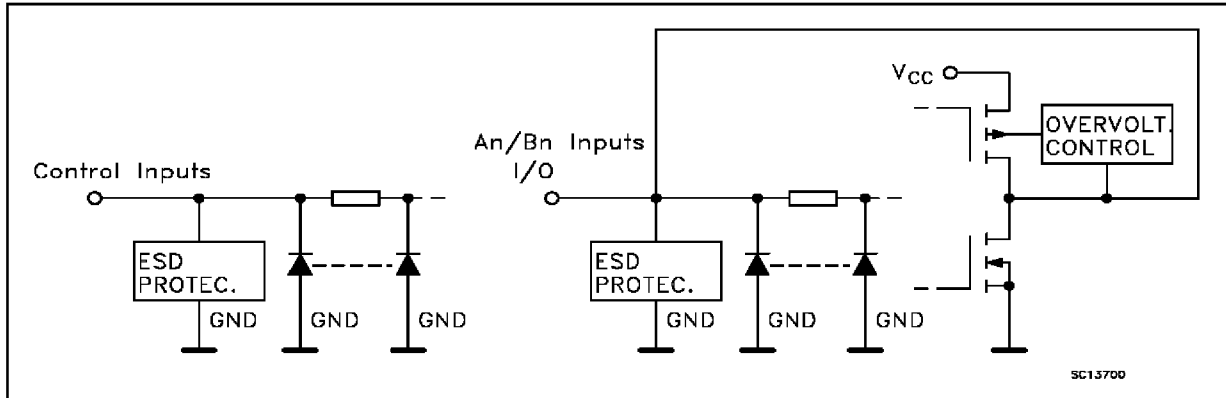 VCC
OVERVOLT.
CONTROL
An/Bn Inputs
I/O
Control Inputs
ESD
PROTEC.
ESD
PROTEC.
GND
GND
GND
GND
GND
GND
SC13700